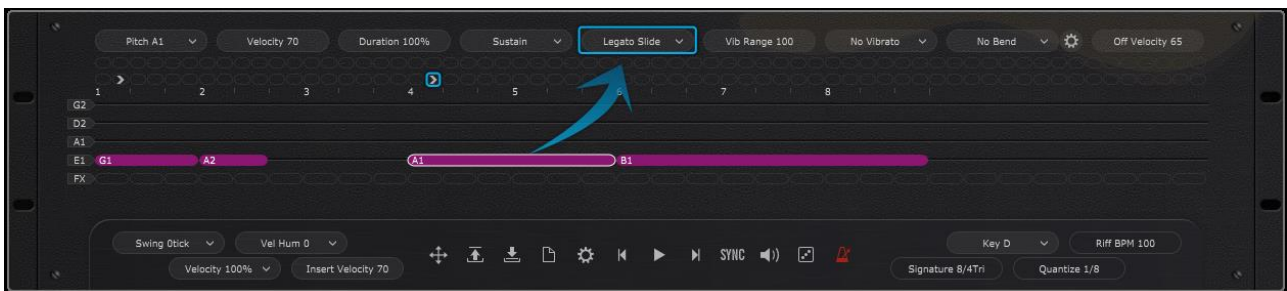 Pitch A1 Velocity 70 Duration 100% Sustain Legato Slide Vib Range 100 No Vibrato No Bend Off Velocity 65
1 2 3 4 5 6 7 8
G2
D2
A1
E1 G1 A2 A1 B1
FX
Swing 0tick Vel Hum 0 Key D Riff BPM 100
SYNC
Velocity 100% Insert Velocity 70 Signature 8/4Tri Quantize 1/8